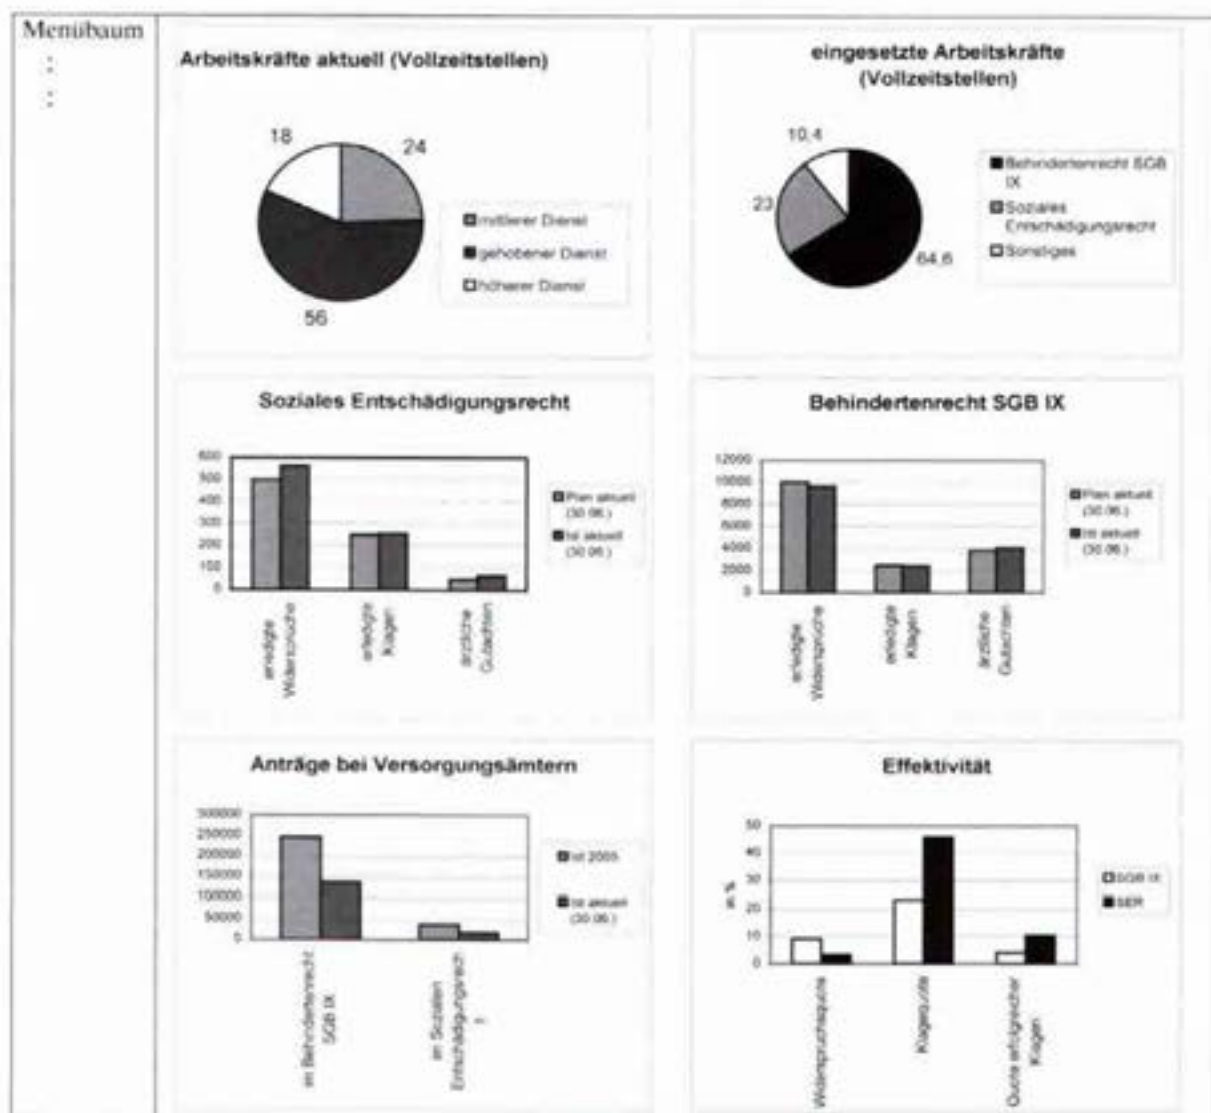 Menübaum
:
:
Arbeitskräfte aktuell (Vollzeitstellen)
18
24
56
mittlerer Dienst
gehobener Dienst
höherer Dienst
eingesetzte Arbeitskräfte
(Vollzeitstellen)
10,4
23
64,6
Behindertenrecht SGB
IX
Soziales
Entschädigungsrecht
Sonstiges
Soziales Entschädigungsrecht
600
500
400
300
200
100
0
erledigte
Widersprüche
erledigte
Klagen
ärztliche
Gutachten
Plan aktuell
(30.06.)
Ist aktuell
(30.06.)
Behindertenrecht SGB IX
12000
10000
8000
6000
4000
2000
0
erledigte
Widersprüche
erledigte
Klagen
ärztliche
Gutachten
Plan aktuell
(30.06.)
Ist aktuell
(30.06.)
Anträge bei Versorgungsämtern
300000
250000
200000
150000
100000
50000
0
im Behindertenrecht
SGB IX
im Sozialen
Entschädigungsrech
t
Ist 2005
Ist aktuell
(30.06.)
Effektivität
in %
50
40
30
20
10
0
Widerspruchsquote
Klagequote
Quote erfolgreicher
Klagen
SGB IX
SER